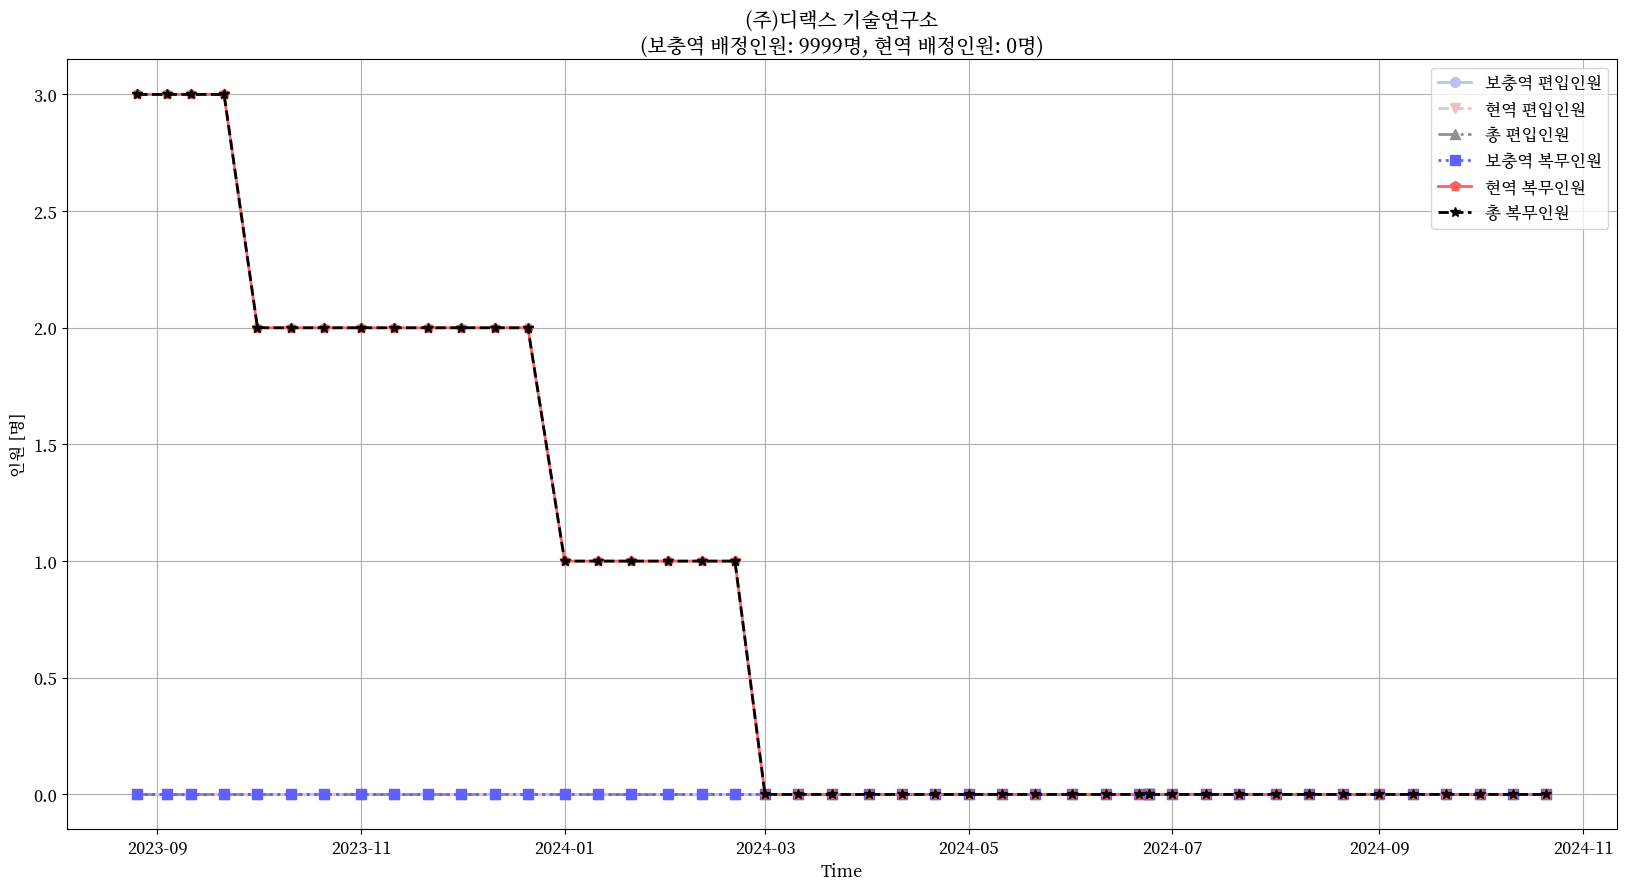 (주)디랙스 기술연구소
(보충역 배정인원: 9999명, 현역 배정인원: 0명)
보충역 편입인원
현역 편입인원
총 편입인원
보충역 복무인원
현역 복무인원
총 복무인원
인원 [명]
3.0
2.5
2.0
1.5
1.0
0.5
0.0
2023-09
2023-11
2024-01
2024-03
2024-05
2024-07
2024-09
2024-11
Time